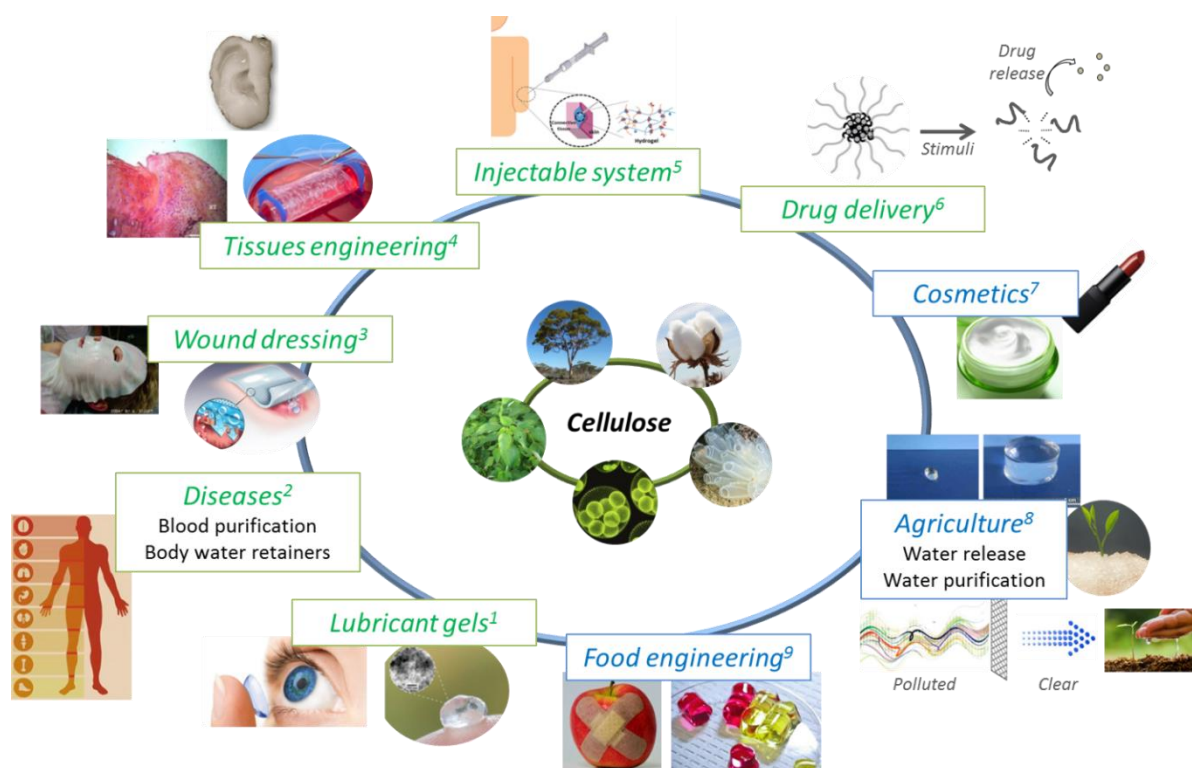 Drug
release
Stimuli
Hydrogel
Injectable system⁵
Drug delivery⁶
Tissues engineering⁴
Cosmetics⁷
Wound dressing³
Cellulose
Diseases²
Blood purification
Body water retainers
Agriculture⁸
Water release
Water purification
Lubricant gels¹
Food engineering⁹
Polluted
Clear